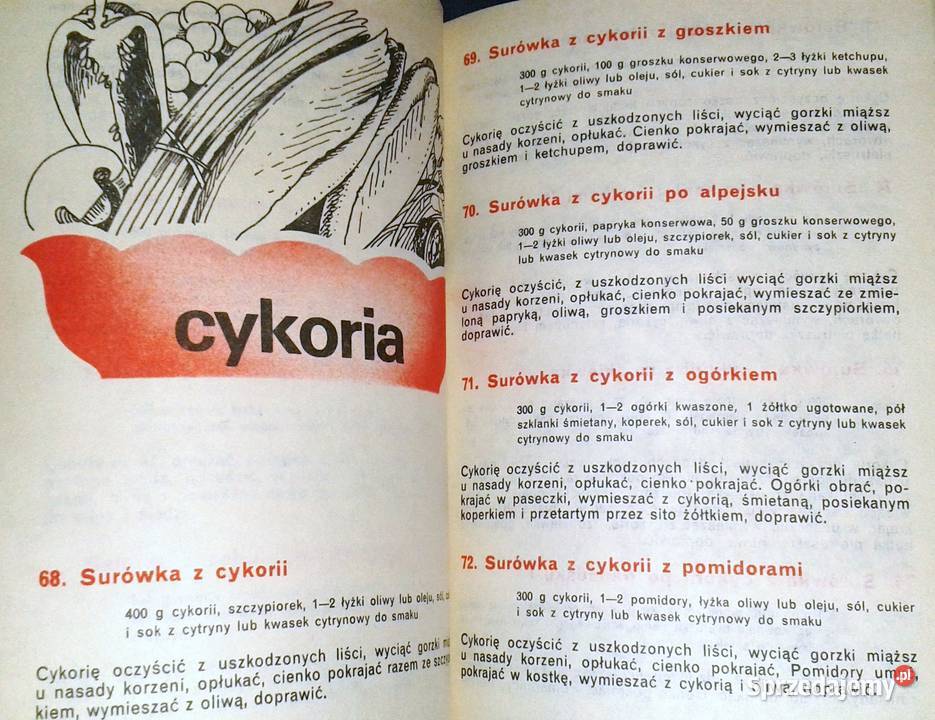 cykoria
68. Surówka z cykorii
400 g cykorii, szczypiorek, 1—2 łyżki oliwy lub oleju, sól,
i sok z cytryny lub kwasek cytrynowy do smaku
Cykorię oczyścić z uszkodzonych liści, wyciąć gorzki
u nasady korzeni, opłukać, cienko pokrajać razem ze
kiem, wymieszać z oliwą, doprawić.
69. Surówka z cykorii z groszkiem
300 g cykorii, 100 g groszku konserwowego, 2—3 łyżki ketchupu,
1—2 łyżki oliwy lub oleju, sól, cukier i sok z cytryny lub kwasek
cytrynowy do smaku
Cykorię oczyścić z uszkodzonych liści, wyciąć gorzki miąższ
u nasady korzeni, opłukać. Cienko pokrajać, wymieszać z oliwą,
groszkiem i ketchupem, doprawić.
70. Surówka z cykorii po alpejsku
300 g cykorii, papryka konserwowa, 50 g groszku konserwowego,
1—2 łyżki oliwy lub oleju, szczypiorek, sól, cukier i sok z cytryny
lub kwasek cytrynowy do smaku
Cykorię oczyścić, z uszkodzonych liści wyciąć gorzki miąższ
u nasady korzeni, opłukać, cienko pokrajać, wymieszać ze zmie-
loną papryką, oliwą, groszkiem i posiekanym szczypiorkiem,
doprawić.
71. Surówka z cykorii z ogórkiem
300 g cykorii, 1—2 ogórki kwaszone, 1 żółtko ugotowane, pół
szklanki śmietany, koperek, sól, cukier i sok z cytryny lub kwasek
cytrynowy do smaku
Cykorię oczyścić z uszkodzonych liści, wyciąć gorzki miąższ
u nasady korzeni, opłukać, cienko pokrajać. Ogórki obrać, po-
krajać w paseczki, wymieszać z cykorią, śmietaną, posiekanym
koperkiem i przetartym przez sito żółtkiem, doprawić.
72. Surówka z cykorii z pomidorami
300 g cykorii, 1—2 pomidory, łyżka oliwy lub oleju, sól, cukier
i sok z cytryny lub kwasek cytrynowy do smaku
Cykorię oczyścić z uszkodzonych liści, wyciąć gorzki miąższ
u nasady korzeni, opłukać, cienko pokrajać, Pomidory
pokrajać w kostkę, wymieszać z cykorią i
Sprzedajemy.pl